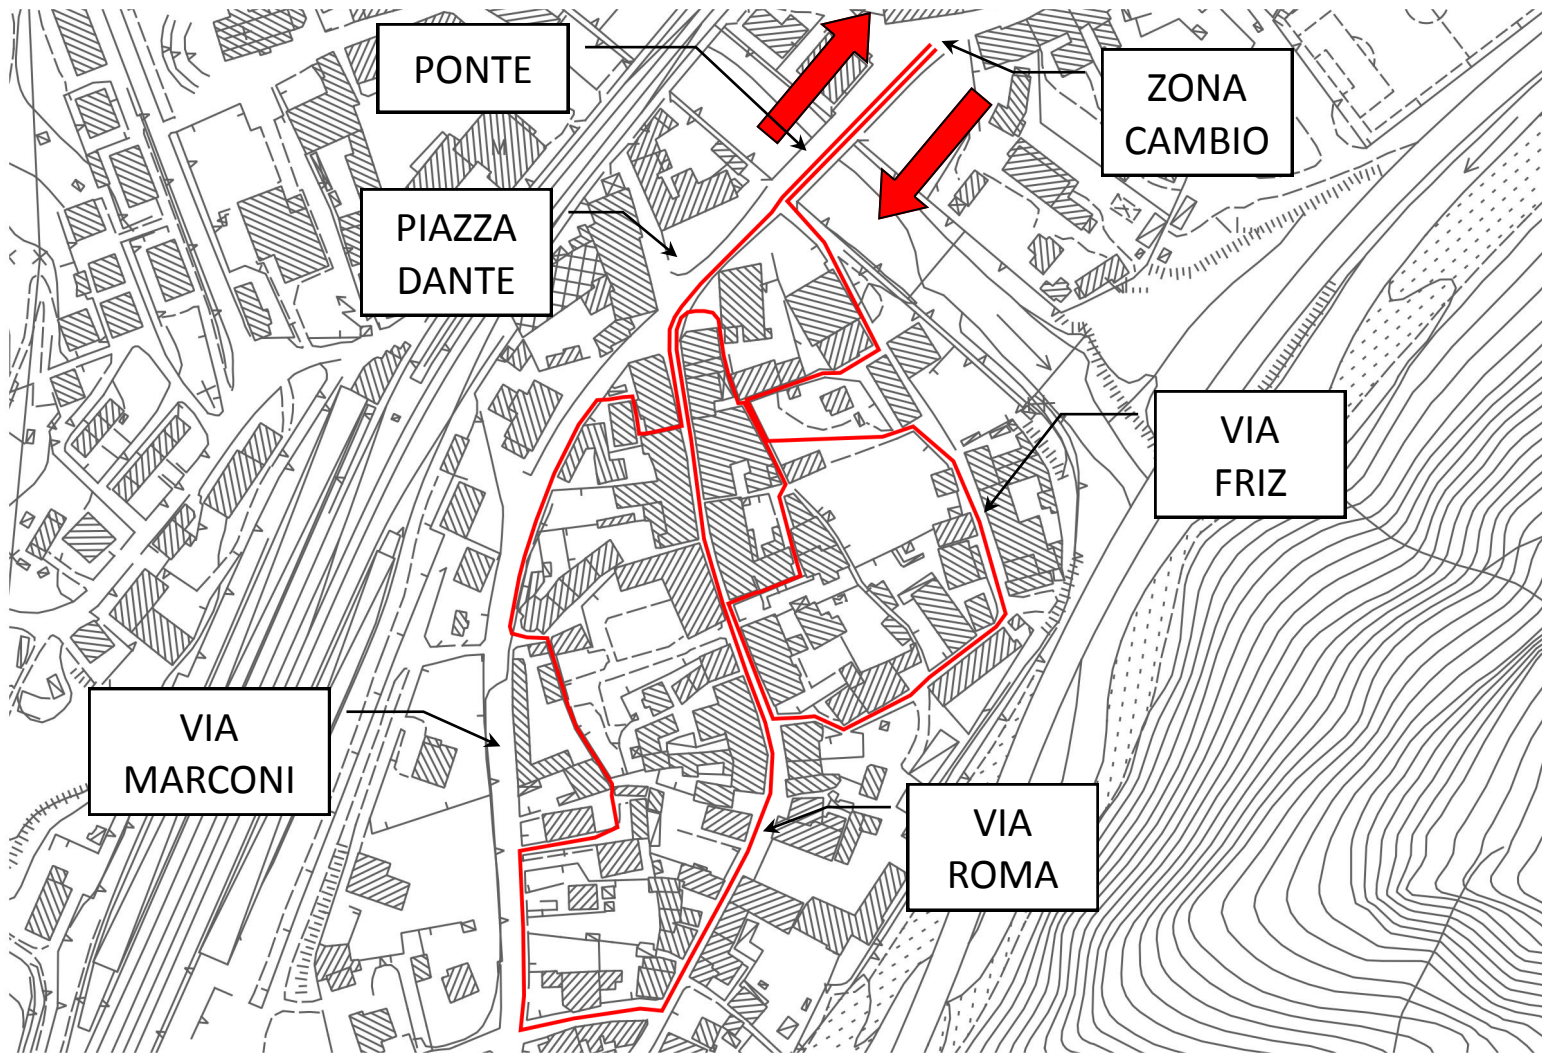 PONTE
ZONA
CAMBIO
PIAZZA
DANTE
M
VIA
FRIZ
VIA
MARCONI
VIA
ROMA